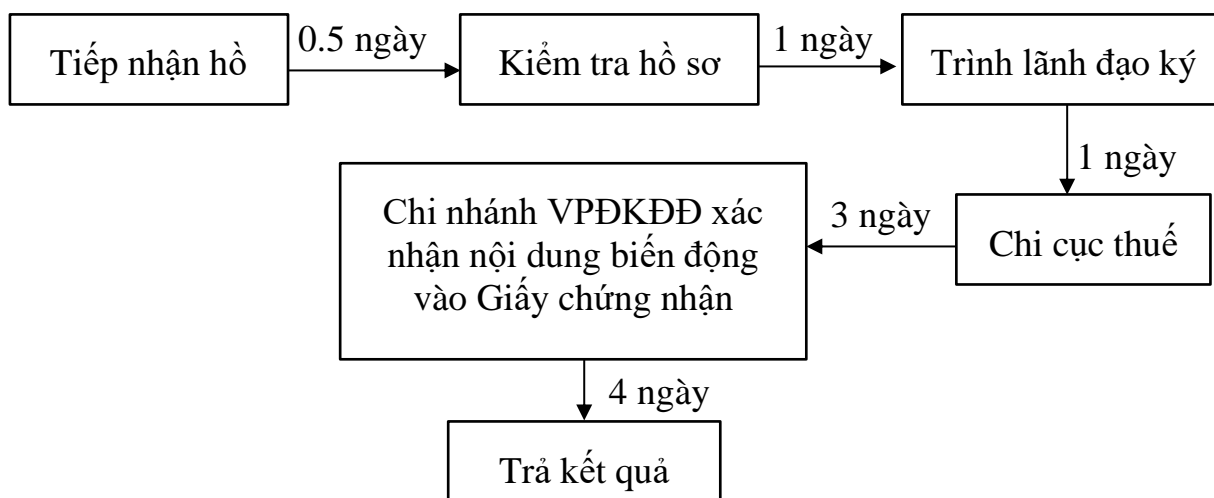 Tiếp nhận hồ
0.5 ngày
Kiểm tra hồ sơ
1 ngày
Trình lãnh đạo ký
1 ngày
Chi cục thuế
3 ngày
Chi nhánh VPĐKĐĐ xác
nhận nội dung biến động
vào Giấy chứng nhận
4 ngày
Trả kết quả